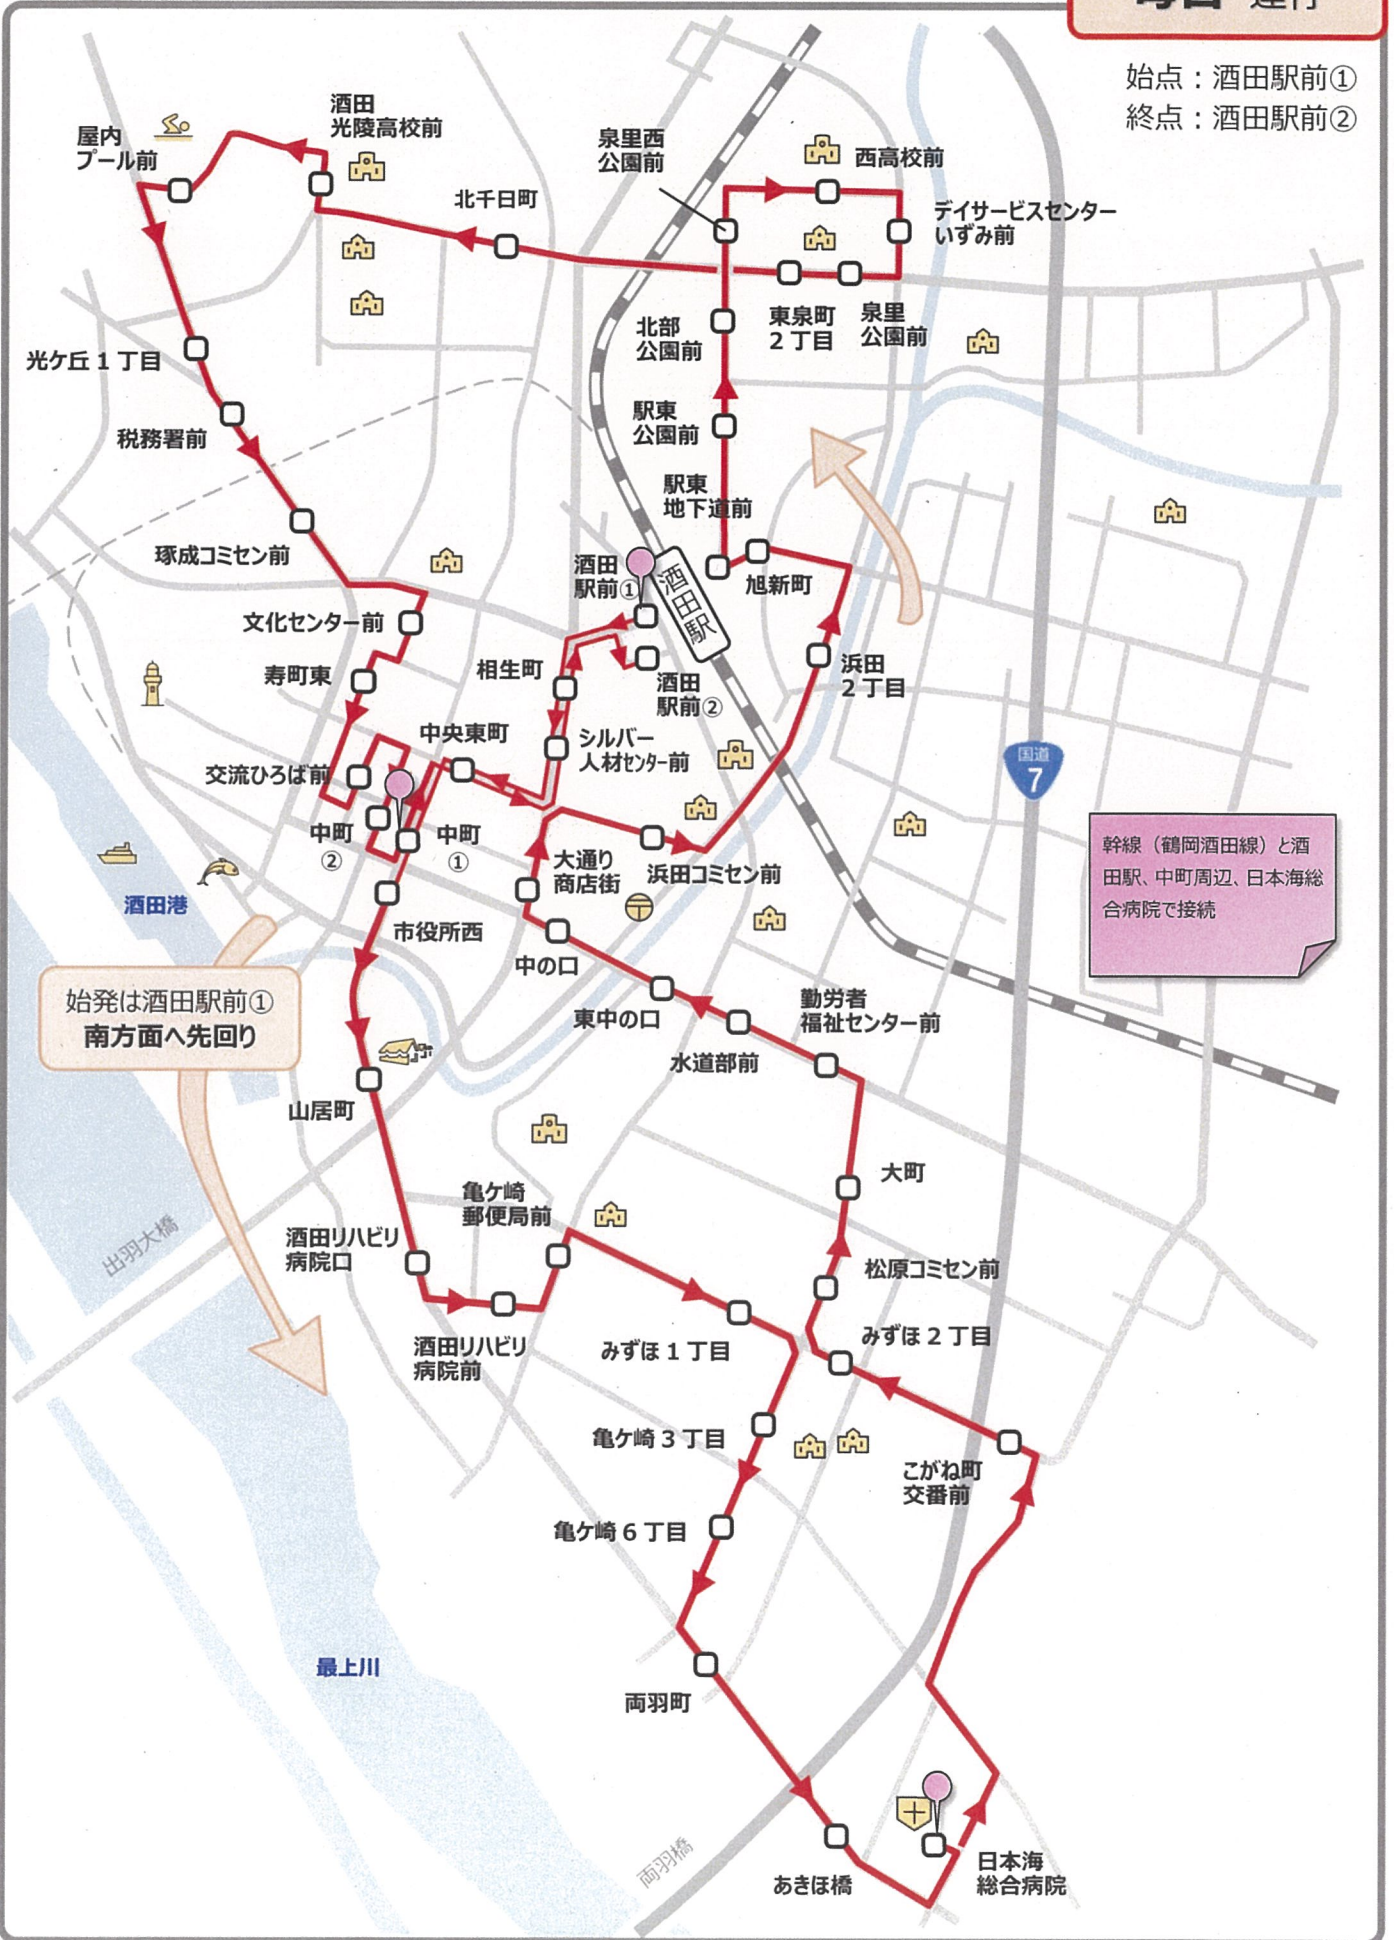 始点：酒田駅前①
終点：酒田駅前②
酒田
光陵高校前
屋内
プール前
泉里西
公園前
西高校前
北千日町
デイサービスセンター
いずみ前
北部
公園前
東泉町
2丁目
泉里
公園前
光ケ丘1丁目
駅東
公園前
税務署前
駅東
地下道前
琢成コミセン前
酒田
駅前①
酒田駅
旭新町
文化センター前
寿町東
相生町
酒田
駅前②
浜田
2丁目
中央東町
シルバー
人材センター前
交流ひろば前
国道
7
中町
②
中町
①
大通り
商店街
浜田コミセン前
幹線（鶴岡酒田線）と酒
田駅、中町周辺、日本海総
合病院で接続
酒田港
市役所西
中の口
始発は酒田駅前①
南方面へ先回り
東中の口
勤労者
福祉センター前
水道部前
山居町
大町
亀ケ崎
郵便局前
出羽大橋
酒田リハビリ
病院口
松原コミセン前
酒田リハビリ
病院前
みずほ1丁目
みずほ2丁目
亀ケ崎3丁目
こがね町
交番前
亀ケ崎6丁目
最上川
両羽町
両羽橋
あきほ橋
日本海
総合病院